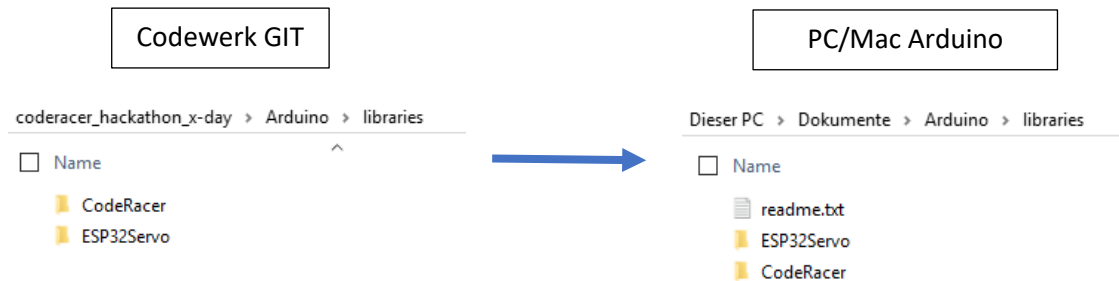 Codewerk GIT
PC/Mac Arduino
coderacer_hackathon_x-day > Arduino > libraries
Dieser PC > Dokumente > Arduino > libraries
Name
Name
CodeRacer
ESP32Servo
readme.txt
ESP32Servo
CodeRacer